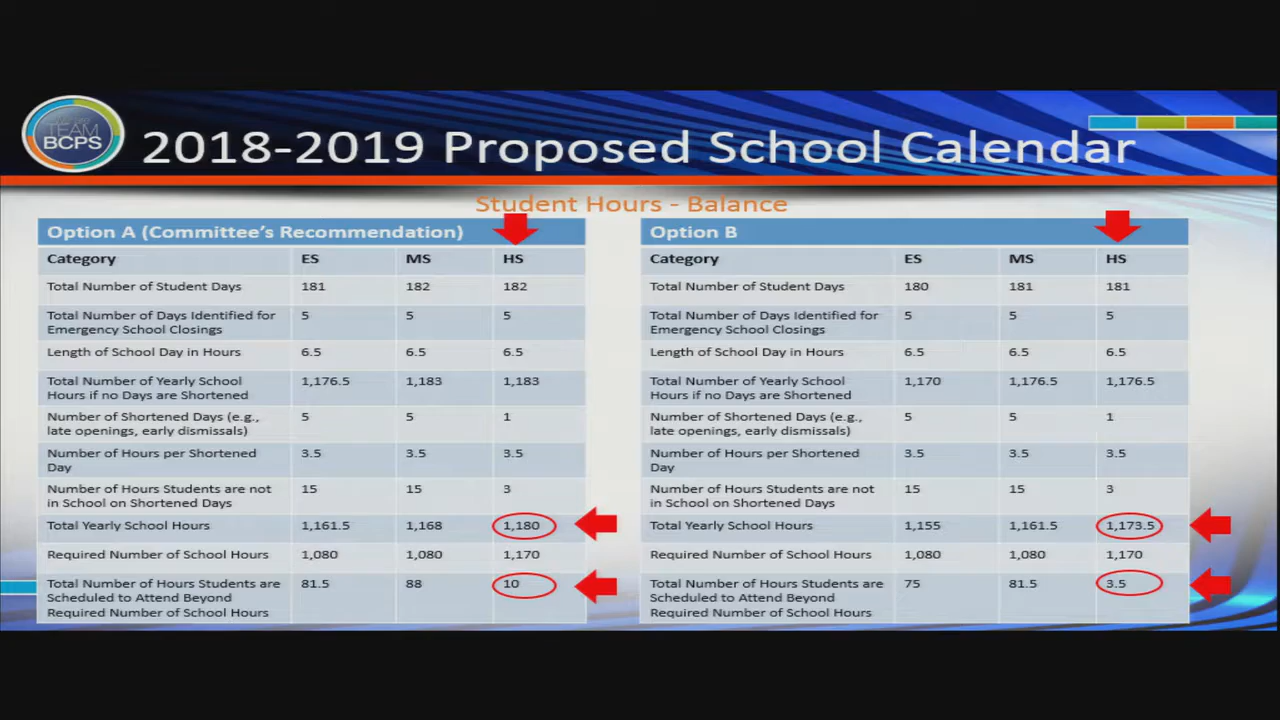 TEAM
BCPS
2018-2019 Proposed School Calendar
Student Hours - Balance
Option A (Committee's Recommendation)
Category ES MS HS
Total Number of Student Days 181 182 182
Total Number of Days Identified for
Emergency School Closings 5 5 5
Length of School Day in Hours 6.5 6.5 6.5
Total Number of Yearly School
Hours if no Days are Shortened 1,176.5 1,183 1,183
Number of Shortened Days (e.g.,
late openings, early dismissals) 5 5 1
Number of Hours per Shortened
Day 3.5 3.5 3.5
Number of Hours Students are not
in School on Shortened Days 15 15 3
Total Yearly School Hours 1,161.5 1,168 1,180
Required Number of School Hours 1,080 1,080 1,170
Total Number of Hours Students are
Scheduled to Attend Beyond
Required Number of School Hours 81.5 88 10
Option B
Category ES MS HS
Total Number of Student Days 180 181 181
Total Number of Days Identified for
Emergency School Closings 5 5 5
Length of School Day in Hours 6.5 6.5 6.5
Total Number of Yearly School
Hours if no Days are Shortened 1,170 1,176.5 1,176.5
Number of Shortened Days (e.g.,
late openings, early dismissals) 5 5 1
Number of Hours per Shortened
Day 3.5 3.5 3.5
Number of Hours Students are not
in School on Shortened Days 15 15 3
Total Yearly School Hours 1,155 1,161.5 1,173.5
Required Number of School Hours 1,080 1,080 1,170
Total Number of Hours Students are
Scheduled to Attend Beyond
Required Number of School Hours 75 81.5 3.5